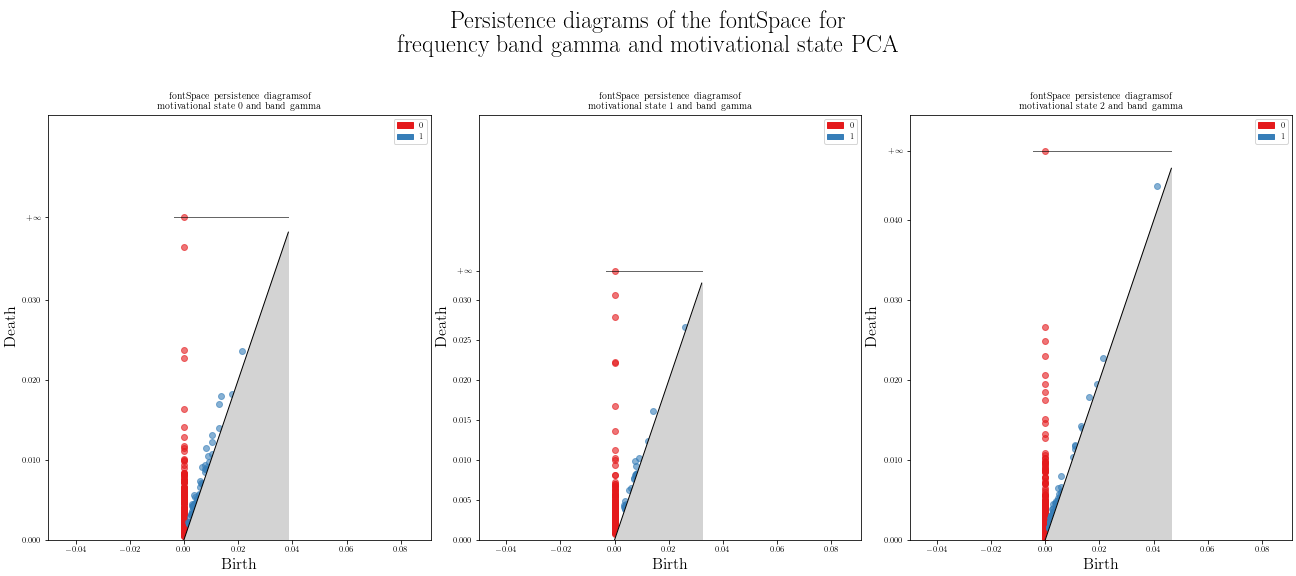 Persistence diagrams of the fontSpace for
frequency band gamma and motivational state PCA
fontSpace persistence diagramsof
motivational state 0 and band gamma
0
1
+∞
0.030
0.020
0.010
0.000
Death
−0.04 −0.02 0.00 0.02 0.04 0.06 0.08
Birth
fontSpace persistence diagramsof
motivational state 1 and band gamma
0
1
+∞
0.030
0.025
0.020
0.015
0.010
0.005
0.000
Death
−0.04 −0.02 0.00 0.02 0.04 0.06 0.08
Birth
fontSpace persistence diagramsof
motivational state 2 and band gamma
0
1
+∞
0.040
0.030
0.020
0.010
0.000
Death
−0.04 −0.02 0.00 0.02 0.04 0.06 0.08
Birth